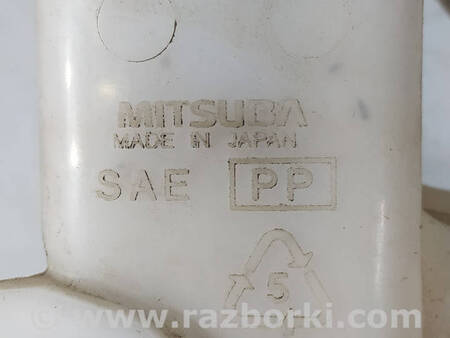 MITSUBA
MADE IN JAPAN
SAE PP
5
© www.razborki.com